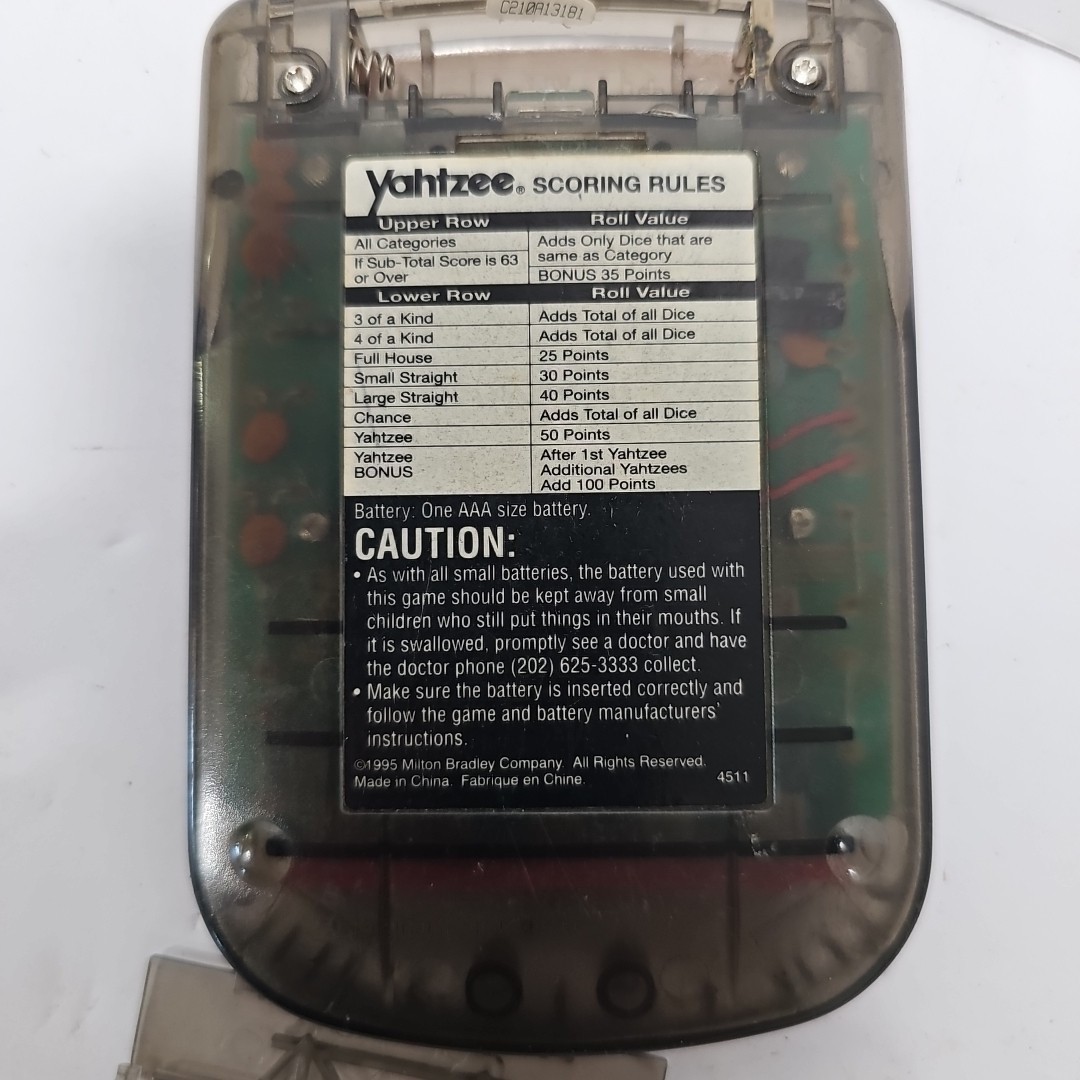 C210A13181
Yahtzee® SCORING RULES
Upper Row Roll Value
All Categories
Adds Only Dice that are
same as Category
If Sub-Total Score is 63
or Over
BONUS 35 Points
Lower Row Roll Value
3 of a Kind Adds Total of all Dice
4 of a Kind Adds Total of all Dice
Full House 25 Points
Small Straight 30 Points
Large Straight 40 Points
Chance Adds Total of all Dice
Yahtzee 50 Points
Yahtzee
BONUS
After 1st Yahtzee
Additional Yahtzees
Add 100 Points
Battery: One AAA size battery.
CAUTION:
• As with all small batteries, the battery used with
this game should be kept away from small
children who still put things in their mouths. If
it is swallowed, promptly see a doctor and have
the doctor phone (202) 625-3333 collect.
• Make sure the battery is inserted correctly and
follow the game and battery manufacturers'
instructions.
©1995 Milton Bradley Company. All Rights Reserved.
Made in China. Fabrique en Chine. 4511